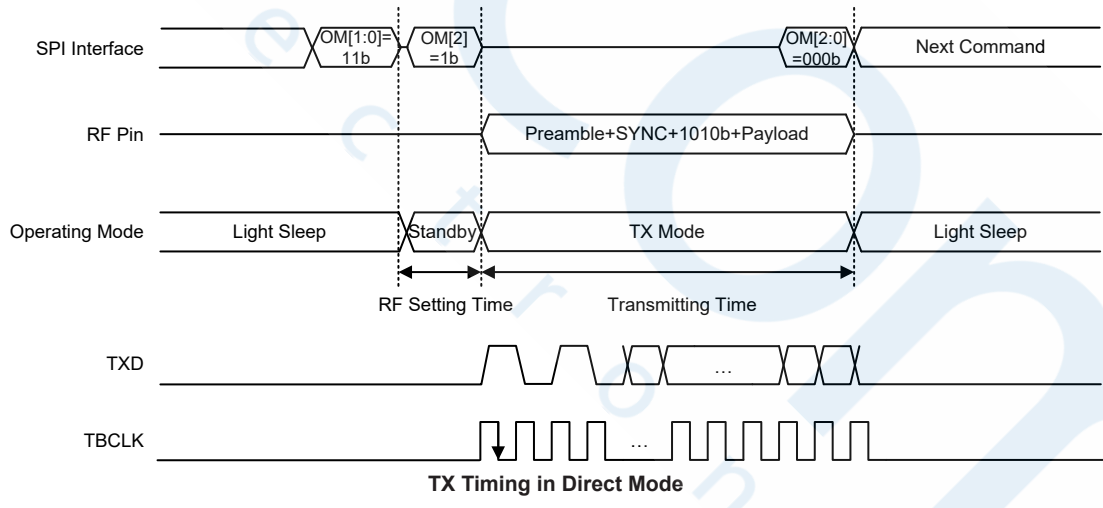 SPI Interface
OM[1:0]=
11b
OM[2]
=1b
OM[2:0]
=000b
Next Command
RF Pin
Preamble+SYNC+1010b+Payload
Operating Mode
Light Sleep
Standby
TX Mode
Light Sleep
RF Setting Time
Transmitting Time
TXD
…
TBCLK
…
TX Timing in Direct Mode